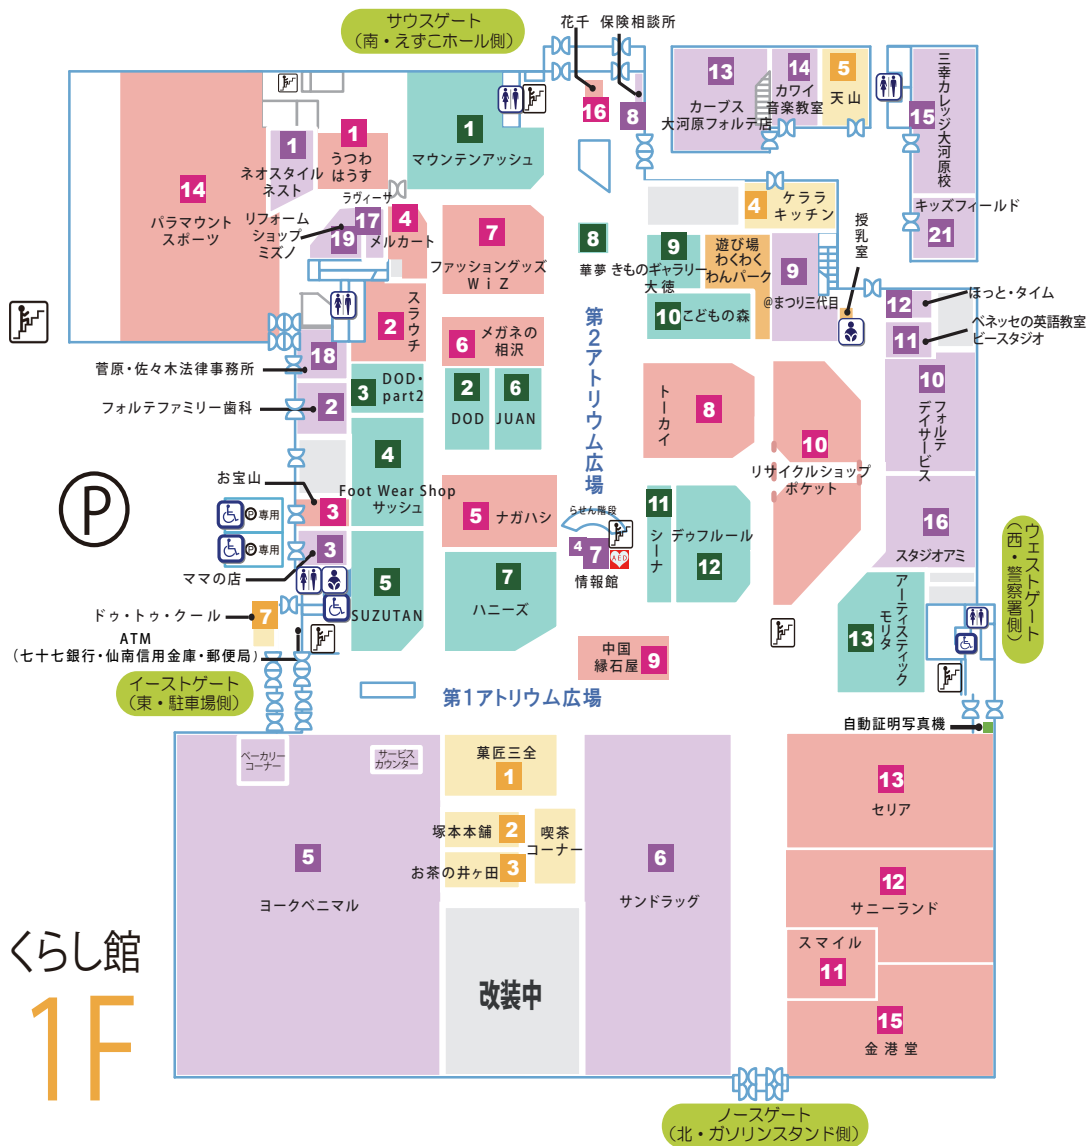 サウスゲート
(南・えずこホール側)
花千
保険相談所
16
8
13
カーブス
大河原フォルテ店
14
カワイ
音楽教室
5
天山
15
三幸カレッジ大河原校
キッズフィールド
21
14
パラマウント
スポーツ
1
ネオスタイル
ネスト
1
うつわ
はうす
1
マウンテンアッシュ
ラヴィーサ
17
リフォーム
ショップ
ミズノ
19
4
メルカート
7
ファッショングッズ
WiZ
8
華夢
9
きものギャラリー
大徳
遊び場
わくわく
わんパーク
4
ケララ
キッチン
9
@まつり三代目
授乳室
10
こどもの森
12
ほっと・タイム
11
ベネッセの英語教室
ビースタジオ
10
フォルテ
デイサービス
16
スタジオアミ
2
スラウチ
6
メガネの
相沢
第2アトリウム広場
18
菅原・佐々木法律事務所
3
DOD・
part2
2
DOD
6
JUAN
フォルテファミリー歯科
2
8
トーカイ
10
リサイクルショップ
ポケット
4
Foot Wear Shop
サッシュ
P
お宝山
3
P専用
P専用
5
ナガハシ
らせん階段
4
7
AED
情報館
11
シーナ
デゥフルール
12
3
ママの店
5
SUZUTAN
7
ハニーズ
ドゥ・トゥ・クール
7
ATM
(七十七銀行・仙南信用金庫・郵便局)
中国
縁石屋
9
13
アーティスティック
モリタ
ウェストゲート
(西・警察署側)
イーストゲート
(東・駐車場側)
第1アトリウム広場
自動証明写真機
ベーカリー
コーナー
サービス
カウンター
菓匠三全
1
塚本本舗
2
お茶の井ヶ田
3
喫茶
コーナー
5
ヨークベニマル
6
サンドラッグ
13
セリア
12
サニーランド
スマイル
11
15
金港堂
改装中
くらし館
1F
ノースゲート
(北・ガソリンスタンド側)